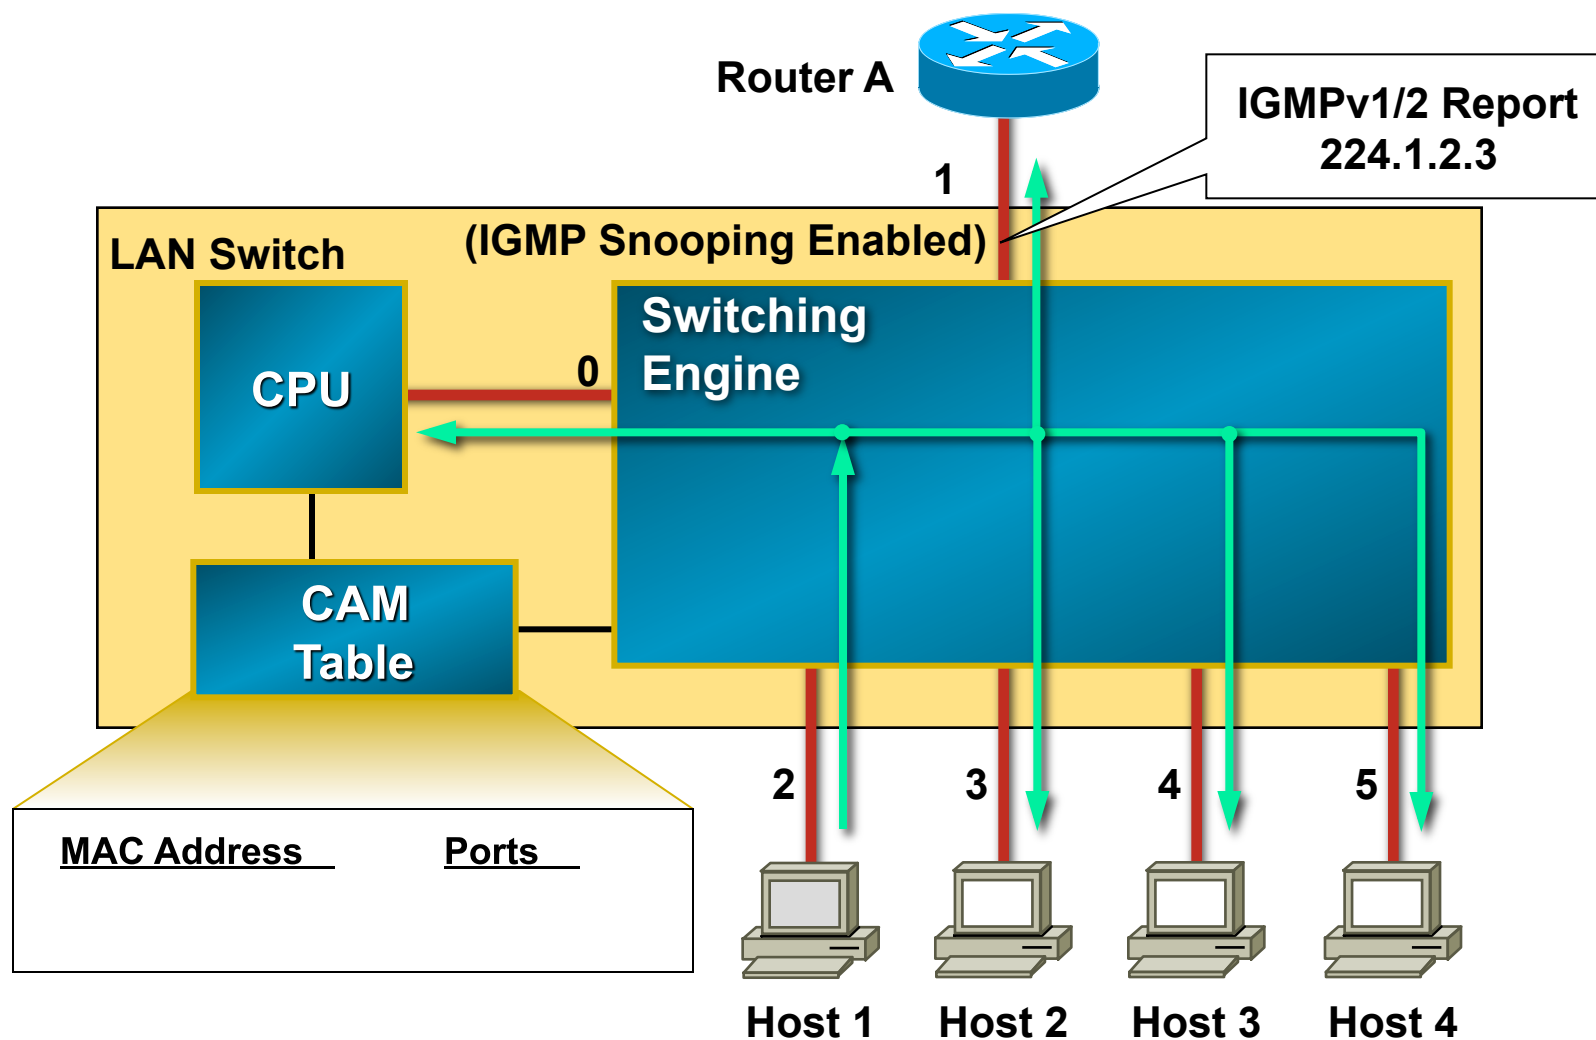 Router A
IGMPv1/2 Report
224.1.2.3
1
LAN Switch
(IGMP Snooping Enabled)
Switching
Engine
0
CPU
CAM
Table
2
3
4
5
MAC Address
Ports
Host 1
Host 2
Host 3
Host 4